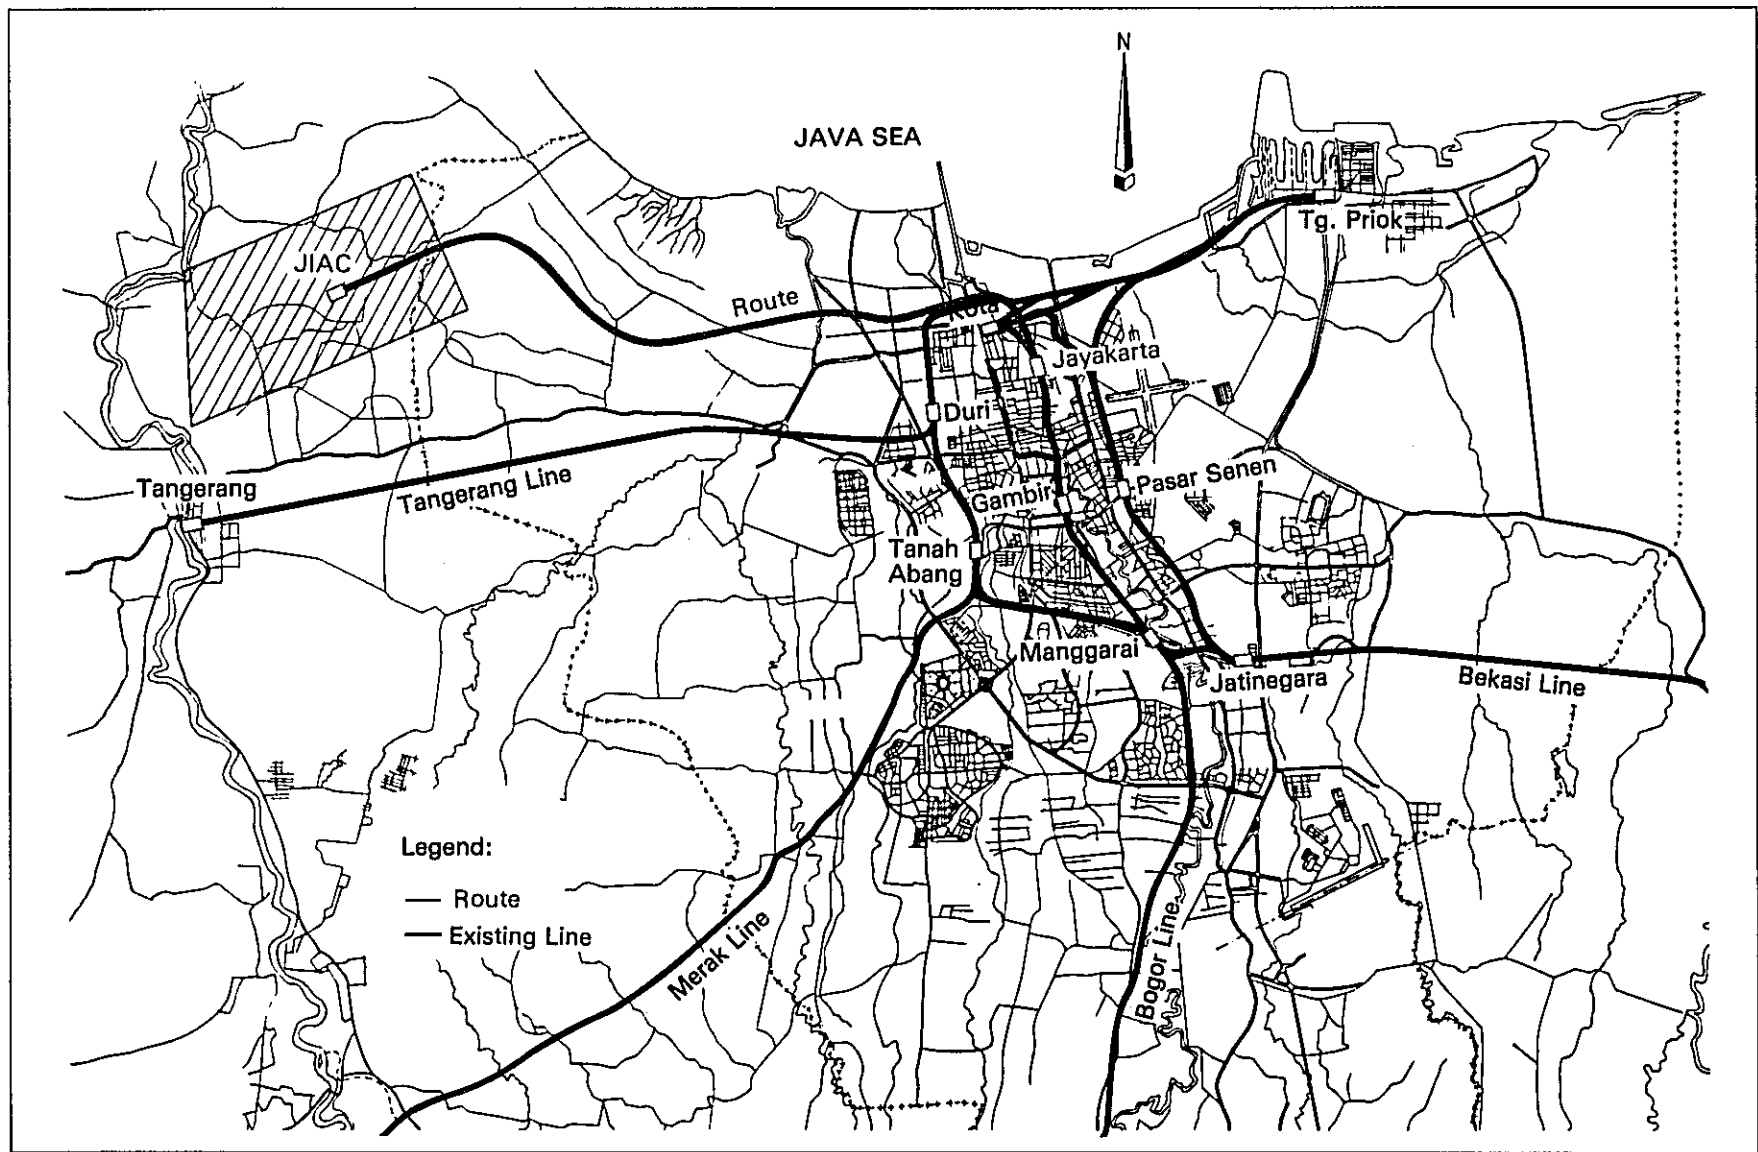 N
JAVA SEA
Tg. Priok
JIAC
Route
Kota
Jayakarta
Duri
Tangerang
Tangerang Line
Gambir
Pasar Senen
Tanah
Abang
Manggarai
Jatinegara
Bekasi Line
Legend:
Route
Existing Line
Merak Line
Bogor Line